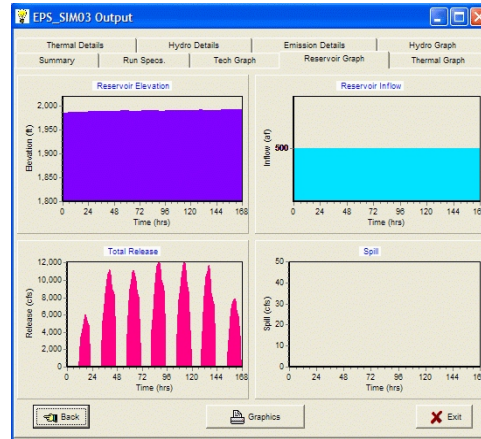 EPS_SIM03 Output
Thermal Details Hydro Details Emission Details Hydro Graph
Summary Run Specs. Tech Graph Reservoir Graph Thermal Graph
Reservoir Elevation
Elevation (ft)
2,000
1,950
1,900
1,850
1,800
0 24 48 72 96 120 144 168
Time (hrs)
Reservoir Inflow
Inflow (af)
500
0 24 48 72 96 120 144 168
Time (hrs)
Total Release
Release (cfs)
12,000
10,000
8,000
6,000
4,000
2,000
0
0 24 48 72 96 120 144 168
Time (hrs)
Spill
Spill (cfs)
50
40
30
20
10
0
0 24 48 72 96 120 144 168
Time (hrs)
Back Graphics Exit